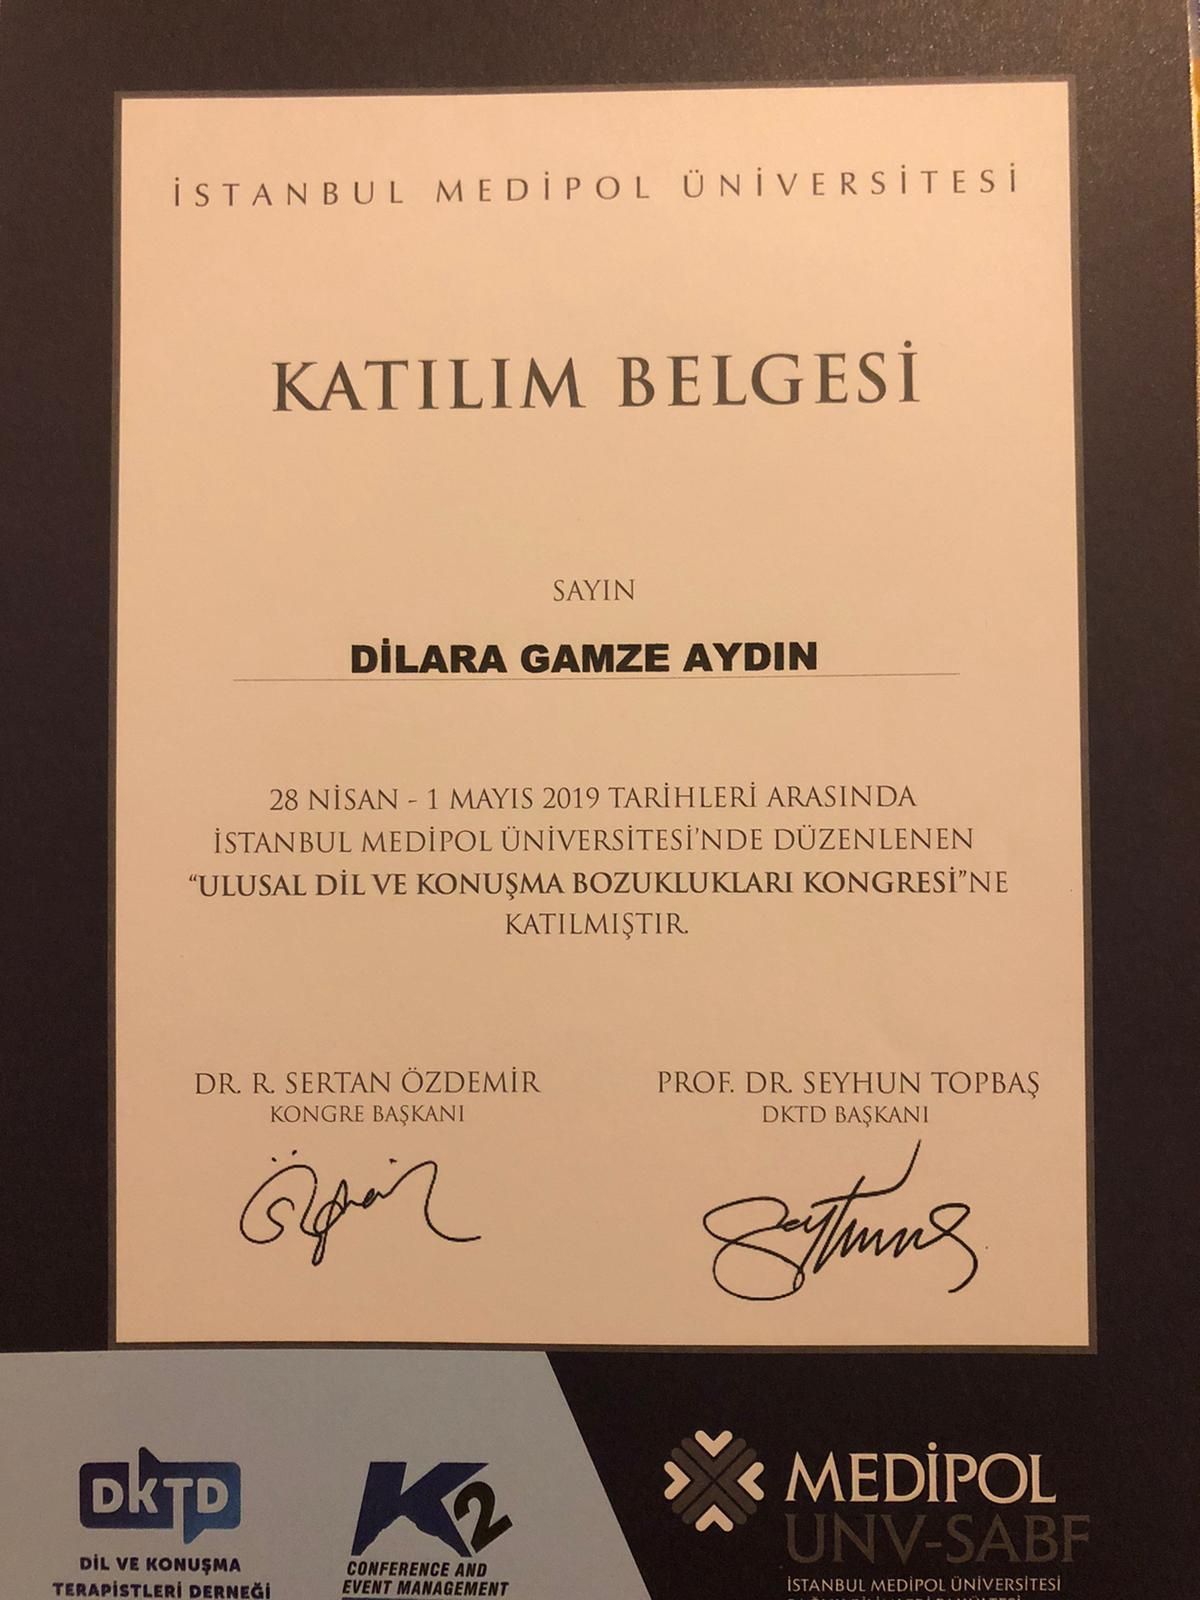 İSTANBUL MEDİPOL ÜNİVERSİTESİ
KATILIM BELGESİ
SAYIN
DİLARA GAMZE AYDIN
28 NİSAN - 1 MAYIS 2019 TARİHLERİ ARASINDA
İSTANBUL MEDİPOL ÜNİVERSİTESİ'NDE DÜZENLENEN
“ULUSAL DİL VE KONUŞMA BOZUKLUKLARI KONGRESİ”NE
KATILMIŞTIR.
DR. R. SERTAN ÖZDEMİR
KONGRE BAŞKANI
PROF. DR. SEYHUN TOPBAŞ
DKTD BAŞKANI
DKTD
DİL VE KONUŞMA
TERAPİSTLERİ DERNEĞİ
K2
CONFERENCE AND
EVENT MANAGEMENT
MEDİPOL
UNV-SABF
İSTANBUL MEDİPOL ÜNİVERSİTESİ